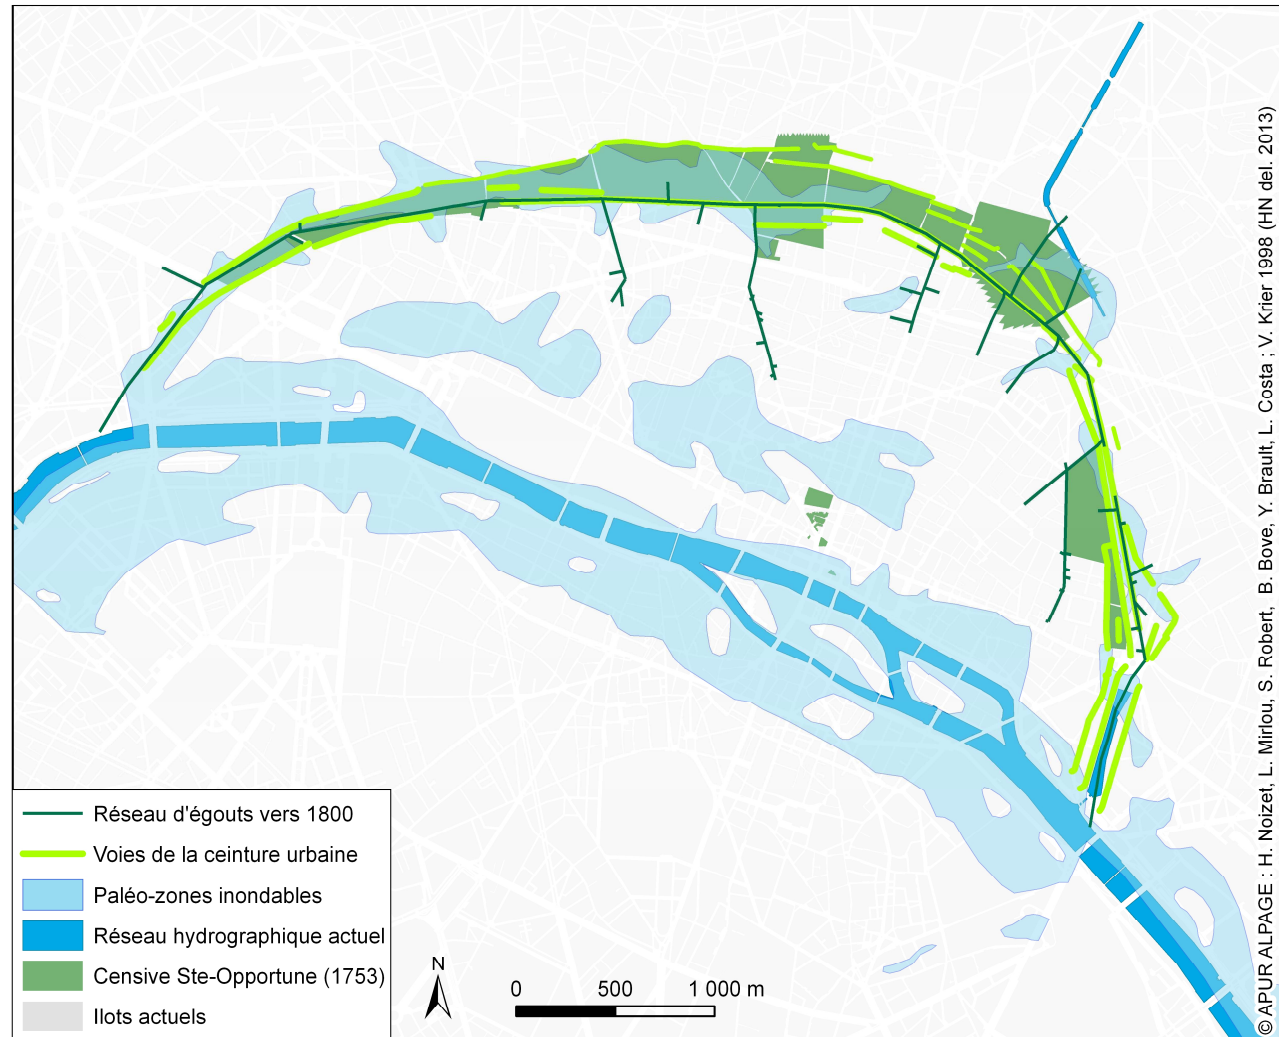 Réseau d'égouts vers 1800
Voies de la ceinture urbaine
Paléo-zones inondables
Réseau hydrographique actuel
Censive Ste-Opportune (1753)
Ilots actuels
N
0 500 1 000 m
© APUR ALPAGE : H. Noizet, L. Mirlou, S. Robert, B. Bove, Y. Brault, L. Costa ; V. Krier 1998 (HN del. 2013)